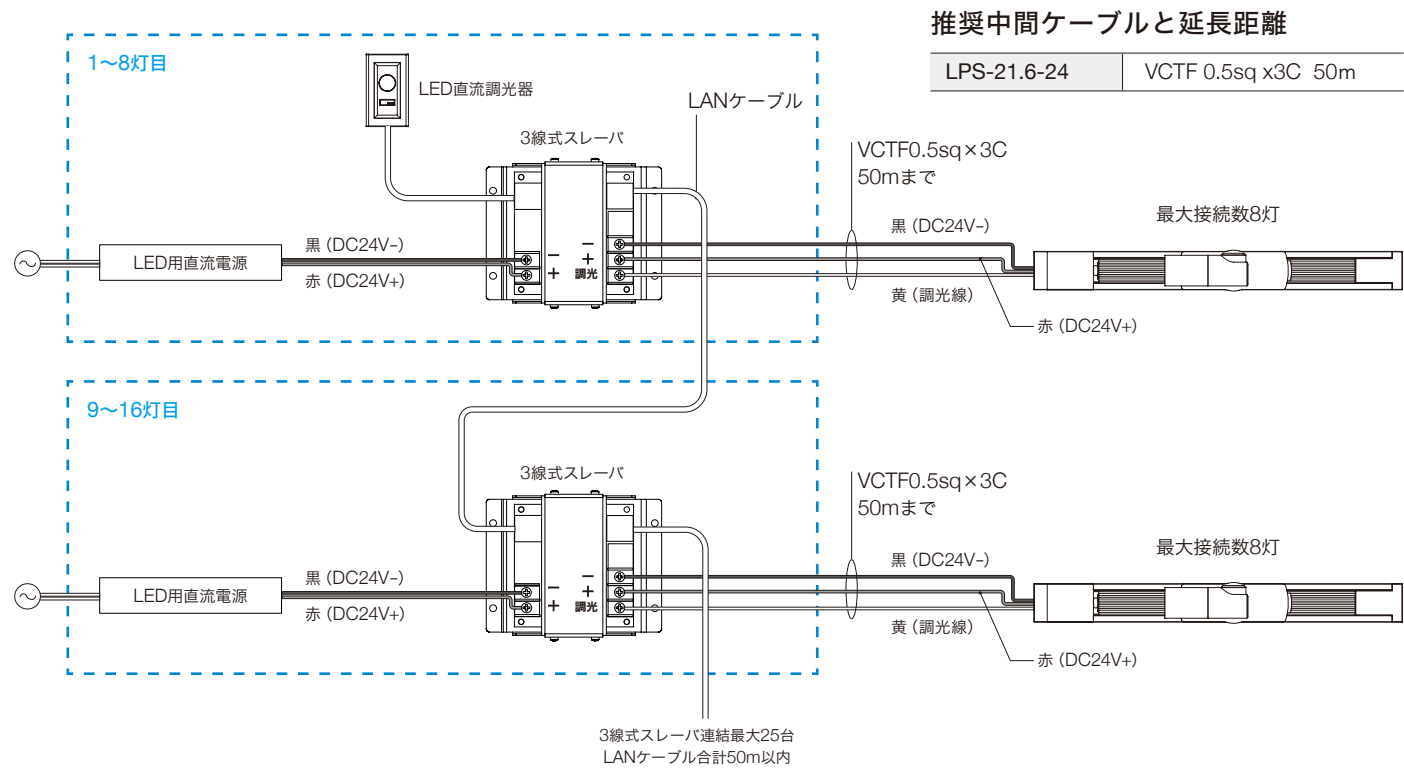 推奨中間ケーブルと延長距離
LPS-21.6-24 VCTF 0.5sq x3C 50m
1〜8灯目
LED直流調光器
LANケーブル
3線式スレーバ
VCTF0.5sq×3C
50mまで
最大接続数8灯
黒 (DC24V-)
LED用直流電源
黒 (DC24V-)
赤 (DC24V+)
−
+
−
+
調光
黄 (調光線)
赤 (DC24V+)
9〜16灯目
3線式スレーバ
VCTF0.5sq×3C
50mまで
最大接続数8灯
黒 (DC24V-)
LED用直流電源
黒 (DC24V-)
赤 (DC24V+)
−
+
−
+
調光
黄 (調光線)
赤 (DC24V+)
3線式スレーバ連結最大25台
LANケーブル合計50m以内